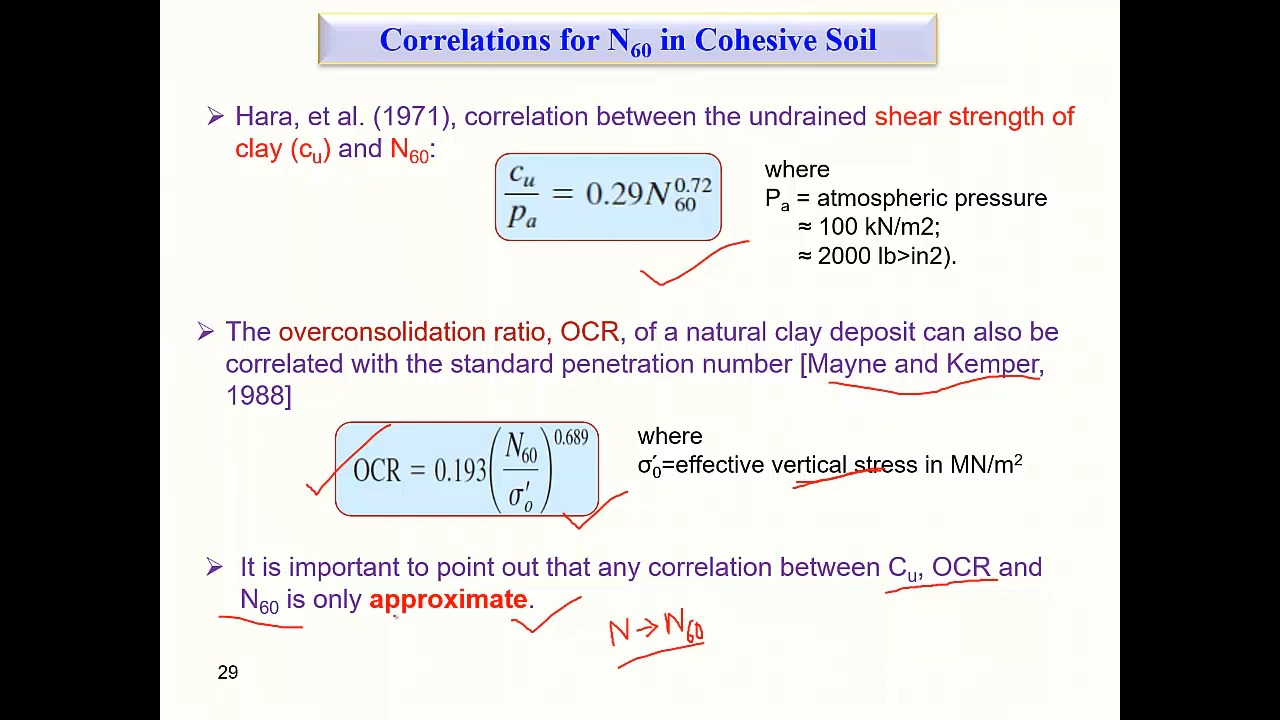 Correlations for N60 in Cohesive Soil
➢ Hara, et al. (1971), correlation between the undrained shear strength of
clay (cu) and N60:
cu/pa = 0.29N60^0.72
where
Pa = atmospheric pressure
≈ 100 kN/m2;
≈ 2000 lb>in2).
➢ The overconsolidation ratio, OCR, of a natural clay deposit can also be
correlated with the standard penetration number [Mayne and Kemper,
1988]
OCR = 0.193(N60/σ′o)^0.689
where
σ′0=effective vertical stress in MN/m2
➢ It is important to point out that any correlation between Cu, OCR and
N60 is only approximate.
N → N60
29